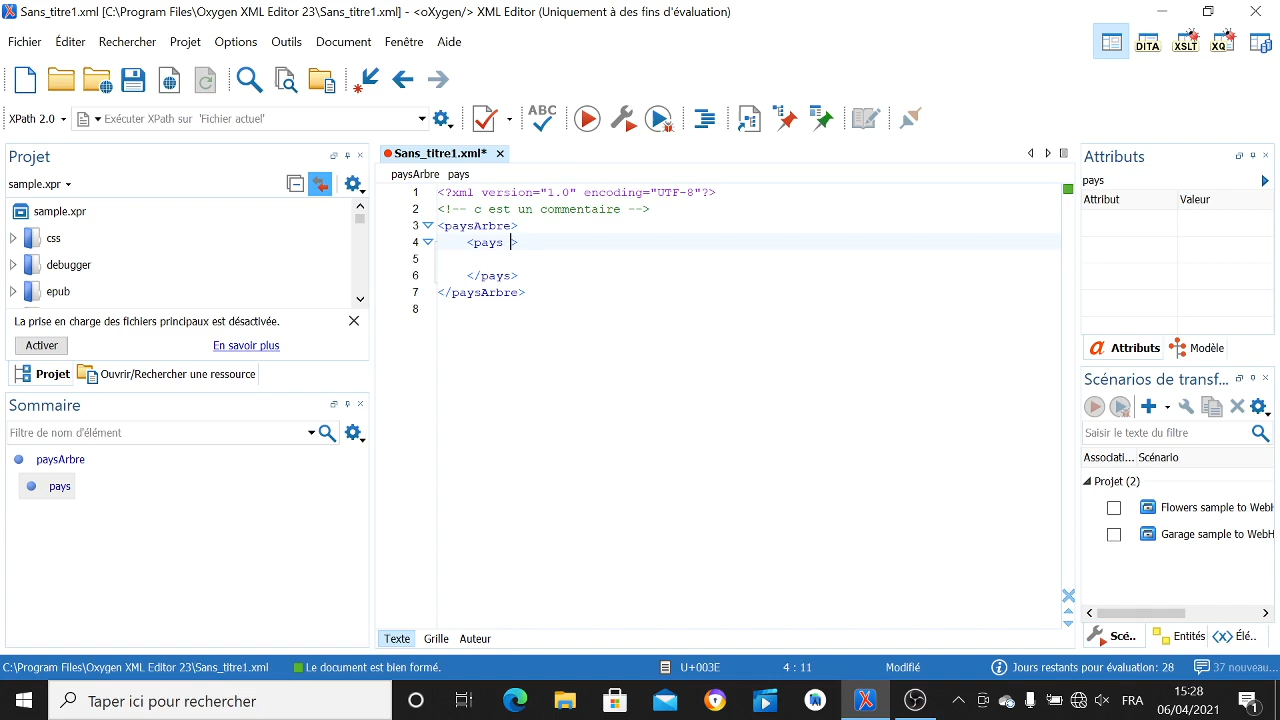 Sans_titre1.xml [C:\Program Files\Oxygen XML Editor 23\Sans_titre1.xml] - <oXygen/> XML Editor (Uniquement à des fins d'évaluation)
Fichier Éditer Rechercher Projet Options Outils Document Fenêtre Aide
DITA XSLT XQ
XPath 2.0 Exécuter XPath sur 'Fichier actuel' ABC
Projet
sample.xpr
sample.xpr
css
debugger
epub
La prise en charge des fichiers principaux est désactivée.
Activer En savoir plus
Projet Ouvrir/Rechercher une ressource
Sommaire
Filtre de nom d'élément
paysArbre
pays
Sans_titre1.xml*
paysArbre pays
1 <?xml version="1.0" encoding="UTF-8"?>
2 <!-- c est un commentaire -->
3 <paysArbre>
4 <pays >
5
6 </pays>
7 </paysArbre>
8
Texte Grille Auteur
Attributs
pays
Attribut Valeur
a Attributs Modèle
Scénarios de transf...
Saisir le texte du filtre
Associati... Scénario
Projet (2)
Flowers sample to WebH
Garage sample to WebH
Scé.. Entités Élé..
C:\Program Files\Oxygen XML Editor 23\Sans_titre1.xml Le document est bien formé. U+003E 4 : 11 Modifié Jours restants pour évaluation: 28 37 nouveau...
Taper ici pour rechercher FRA 15:28
06/04/2021 1